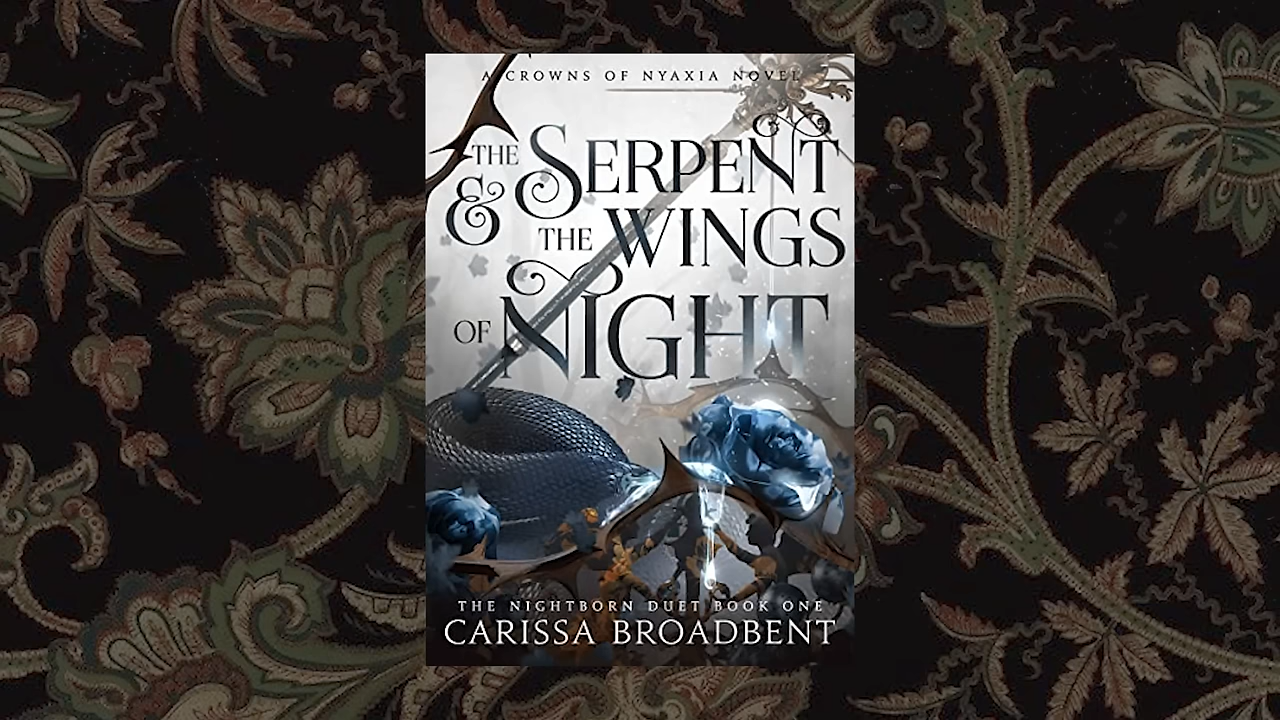 A CROWNS OF NYAXIA NOVEL
THE SERPENT
& THE WINGS
OF NIGHT
THE NIGHTBORN DUET BOOK ONE
CARISSA BROADBENT